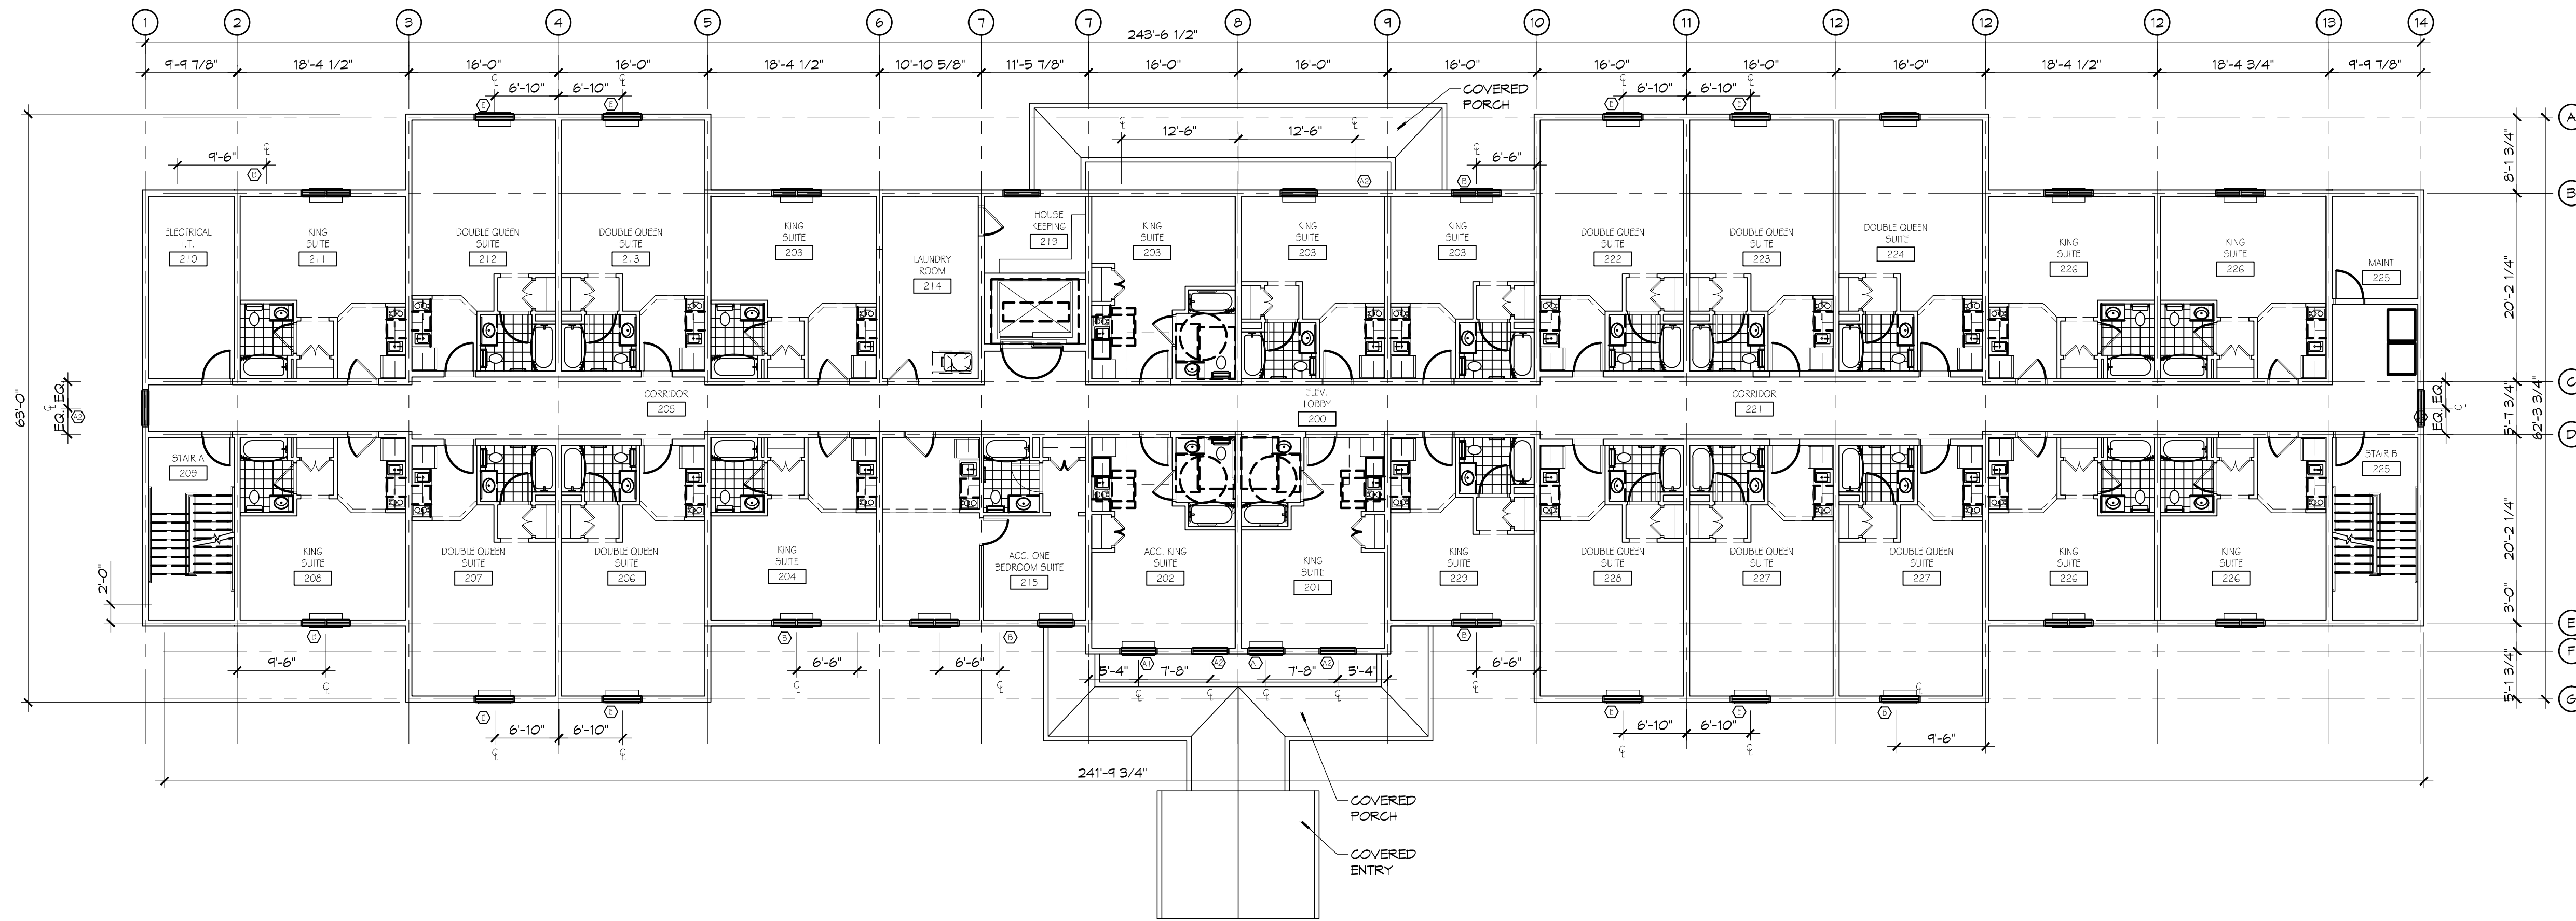 1 2 3 4 5 6 7 7 8 9 10 11 12 12 12 13 14
243'-6 1/2"
9'-9 7/8" 18'-4 1/2" 16'-0" 16'-0" 18'-4 1/2" 10'-10 5/8" 11'-5 7/8" 16'-0" 16'-0" 16'-0" 16'-0" 16'-0" 16'-0" 18'-4 1/2" 18'-4 3/4" 9'-9 7/8"
6'-10" 6'-10" 6'-10" 6'-10"
E E E E
COVERED
PORCH
12'-6" 12'-6"
9'-6" 6'-6"
B A2 B
A
8'-1 3/4"
B
ELECTRICAL
I.T.
210
KING
SUITE
211
DOUBLE QUEEN
SUITE
212
DOUBLE QUEEN
SUITE
213
KING
SUITE
203
LAUNDRY
ROOM
214
HOUSE
KEEPING
219
KING
SUITE
203
KING
SUITE
203
KING
SUITE
203
DOUBLE QUEEN
SUITE
222
DOUBLE QUEEN
SUITE
223
DOUBLE QUEEN
SUITE
224
KING
SUITE
226
KING
SUITE
226
MAINT
225
20'-2 1/4"
63'-0"
EQ. EQ.
A2
CORRIDOR
205
ELEV.
LOBBY
200
CORRIDOR
221
EQ. EQ.
C
5'-7 3/4"
62'-3 3/4"
D
STAIR A
209
KING
SUITE
208
DOUBLE QUEEN
SUITE
207
DOUBLE QUEEN
SUITE
206
KING
SUITE
204
ACC. ONE
BEDROOM SUITE
215
ACC. KING
SUITE
202
KING
SUITE
201
KING
SUITE
229
DOUBLE QUEEN
SUITE
228
DOUBLE QUEEN
SUITE
227
DOUBLE QUEEN
SUITE
227
KING
SUITE
226
KING
SUITE
226
STAIR B
225
20'-2 1/4"
2'-0"
3'-0"
E
F
5'-1 3/4"
G
B B B B
A1 A2 A1 A2
9'-6" 6'-6" 6'-6" 5'-4" 7'-8" 7'-8" 5'-4" 6'-6"
E E E E B
6'-10" 6'-10" 6'-10" 6'-10" 9'-6"
241'-9 3/4"
COVERED
PORCH
COVERED
ENTRY